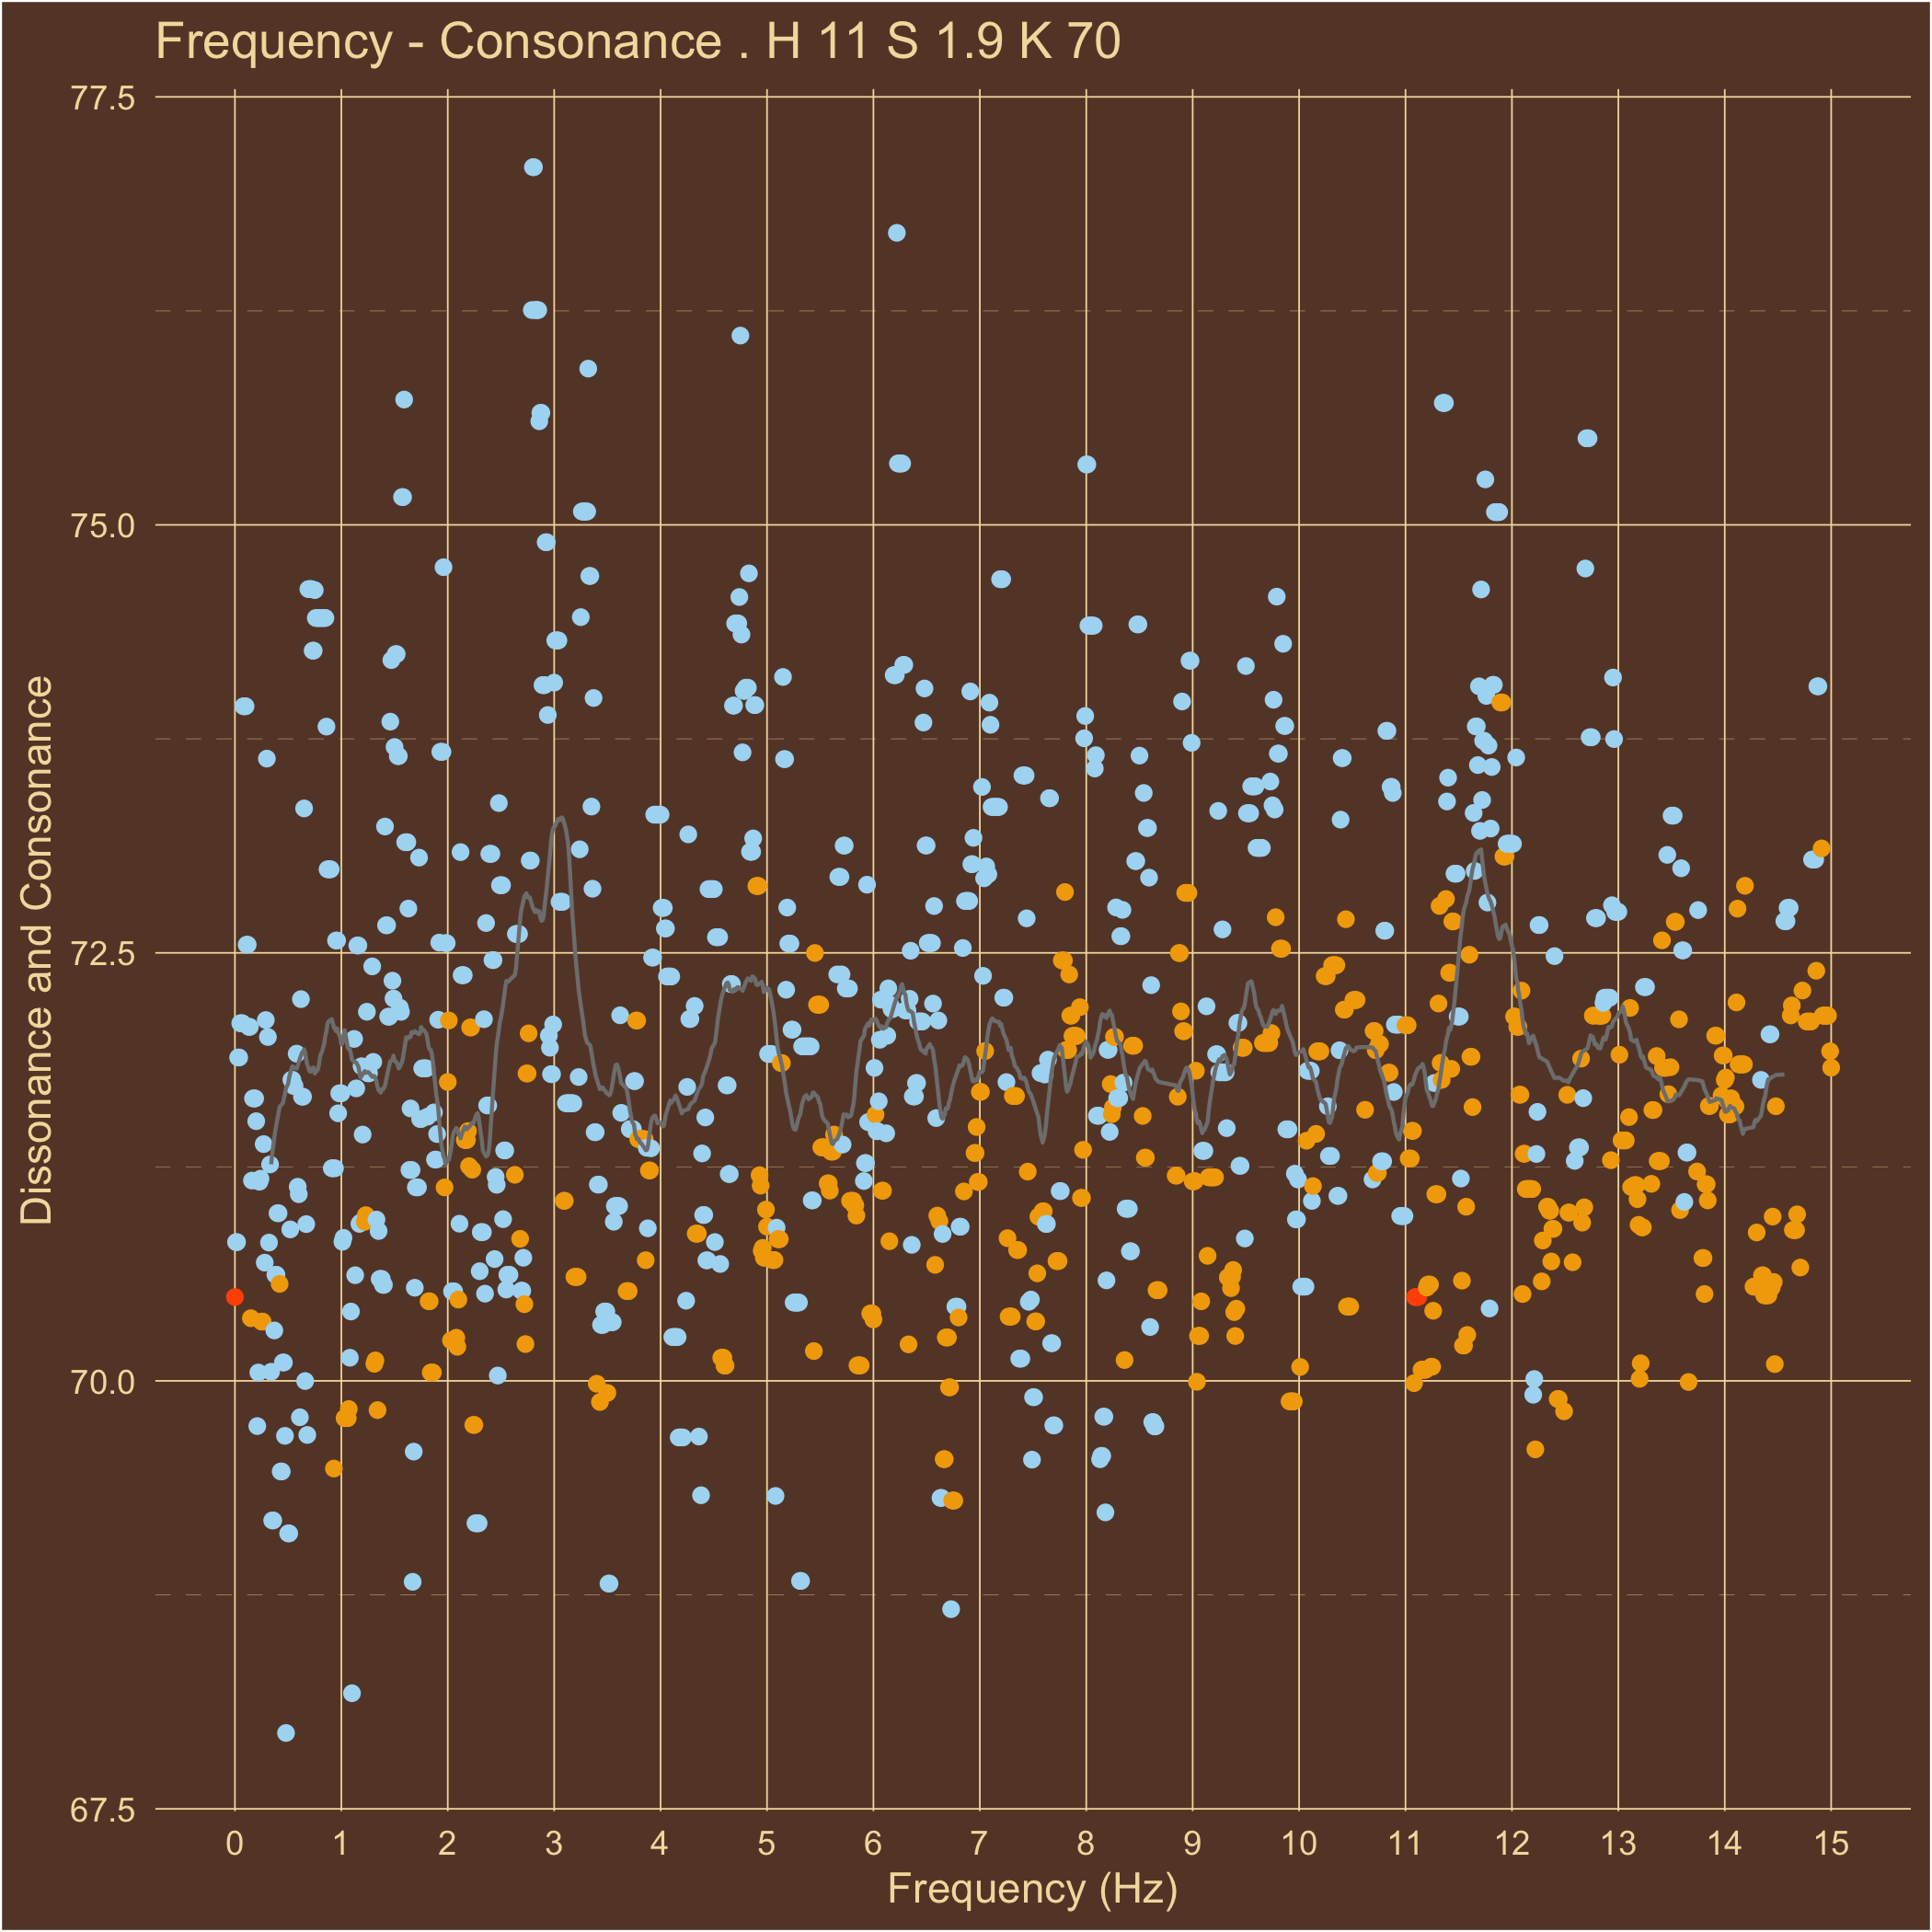 Frequency - Consonance . H 11 S 1.9 K 70
77.5
75.0
72.5
70.0
67.5
Dissonance and Consonance
0 1 2 3 4 5 6 7 8 9 10 11 12 13 14 15
Frequency (Hz)